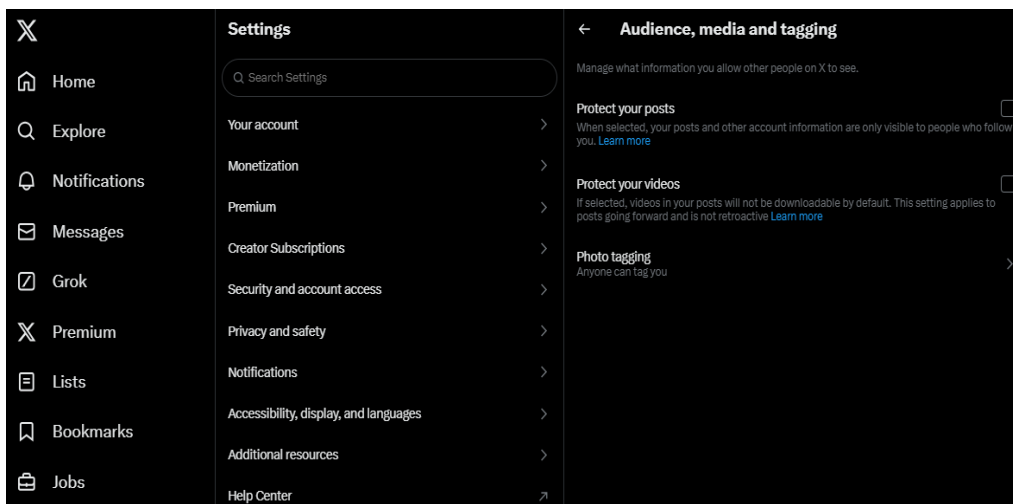 Home
Explore
Notifications
Messages
Grok
Premium
Lists
Bookmarks
Jobs
Settings
Search Settings
Your account
Monetization
Premium
Creator Subscriptions
Security and account access
Privacy and safety
Notifications
Accessibility, display, and languages
Additional resources
Help Center
Audience, media and tagging
Manage what information you allow other people on X to see.
Protect your posts
When selected, your posts and other account information are only visible to people who follow
you. Learn more
Protect your videos
If selected, videos in your posts will not be downloadable by default. This setting applies to
posts going forward and is not retroactive Learn more
Photo tagging
Anyone can tag you